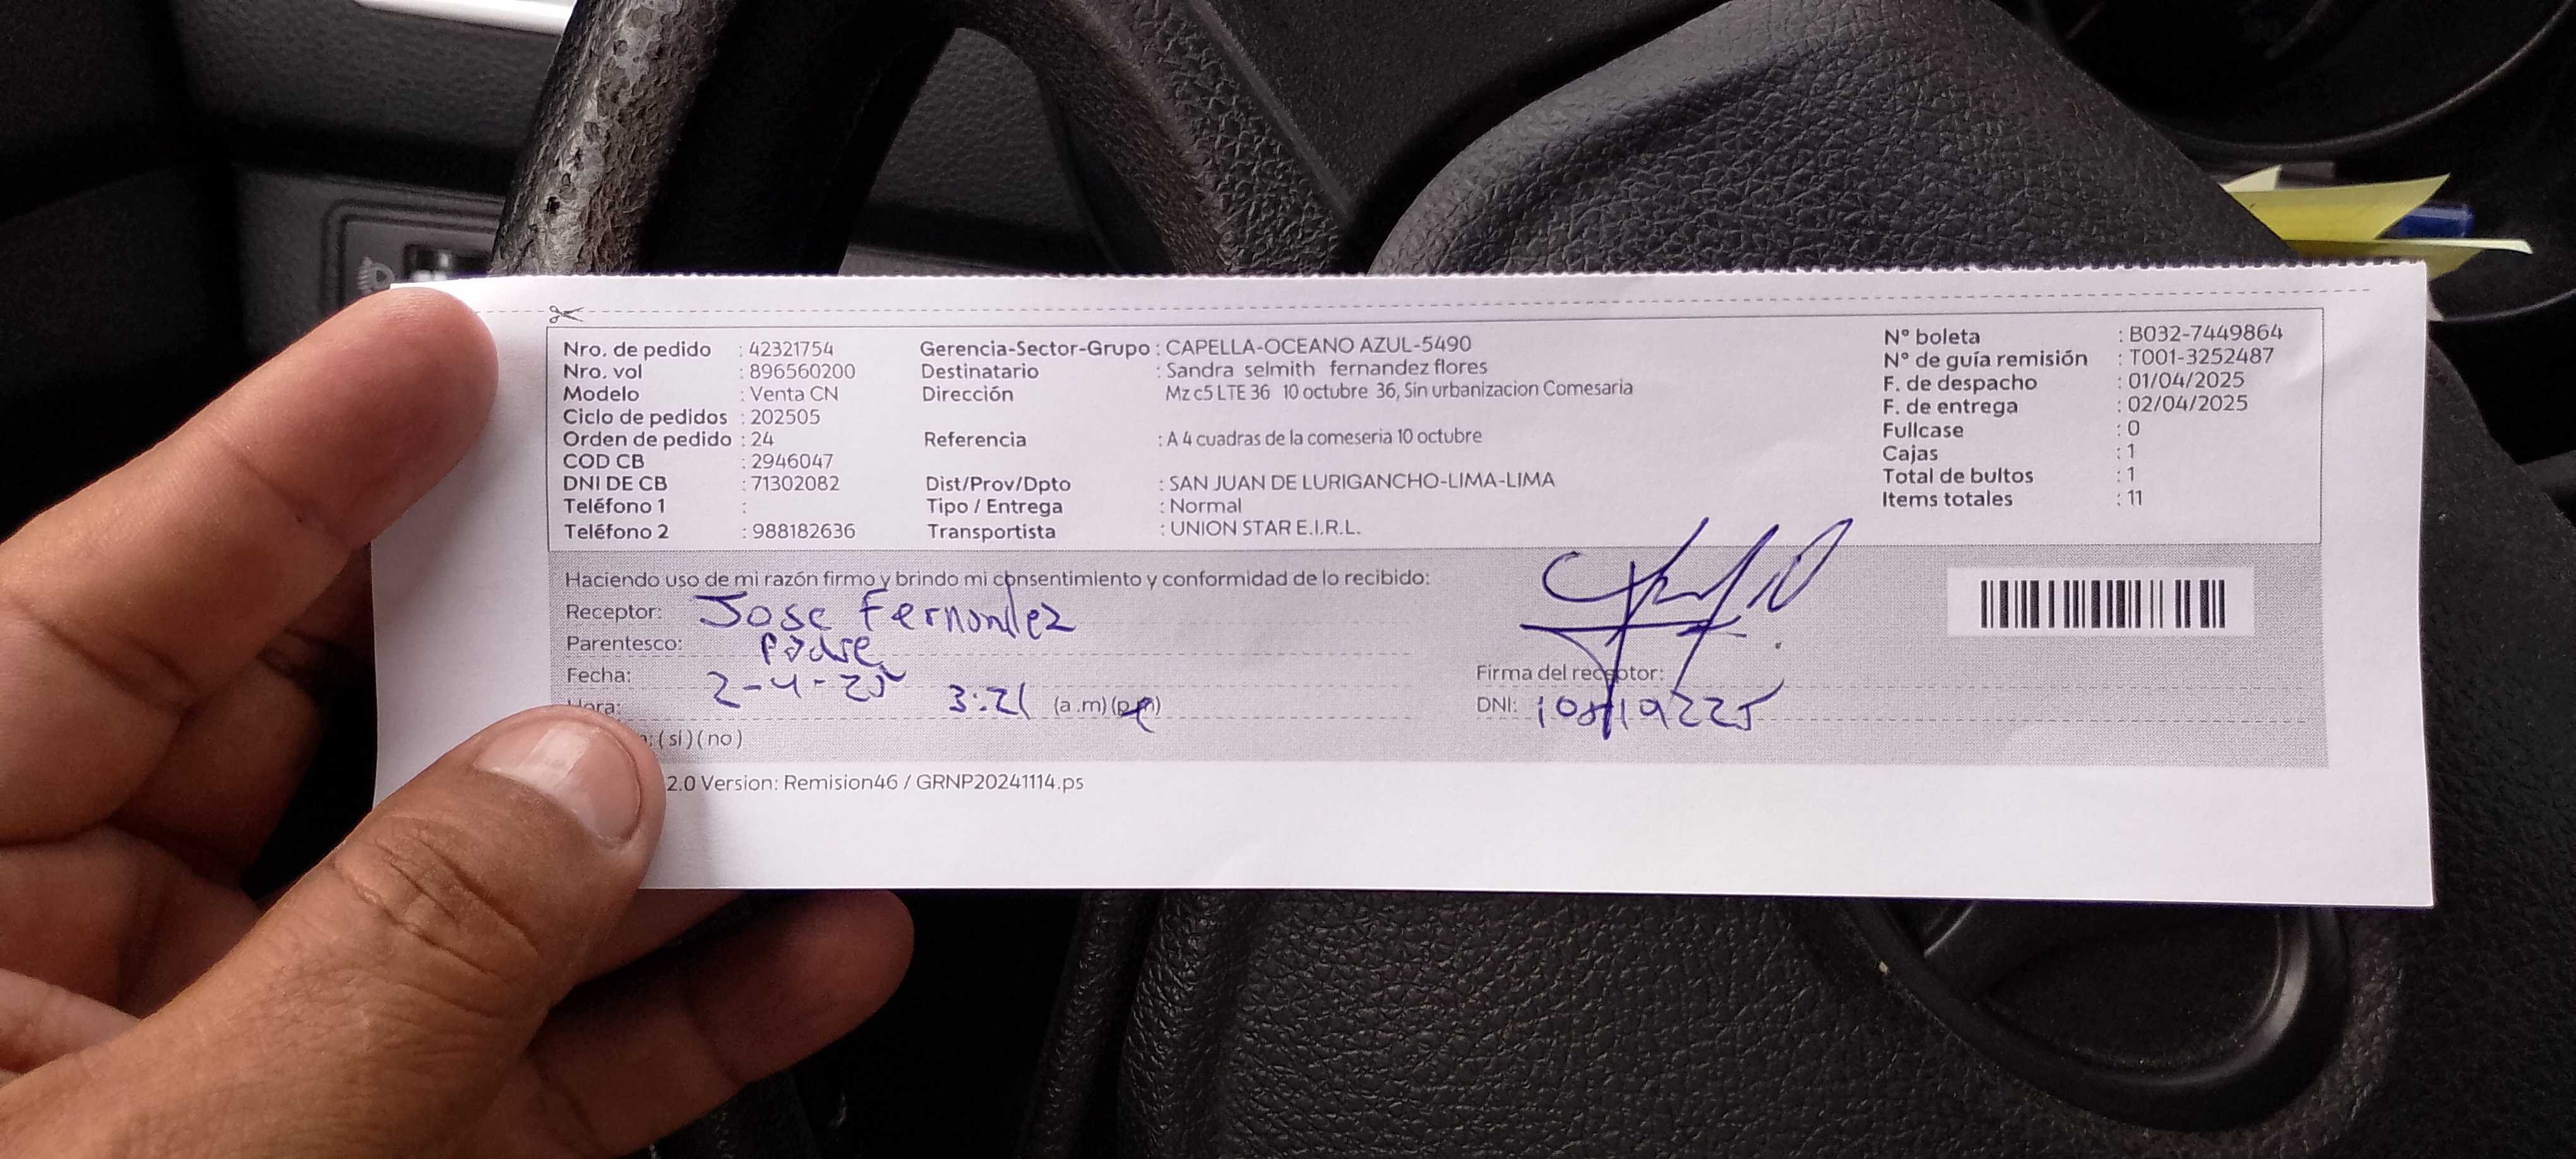 Nro. de pedido : 42321754
Nro. vol : 896560200
Modelo : Venta CN
Ciclo de pedidos : 202505
Orden de pedido : 24
COD CB : 2946047
DNI DE CB : 71302082
Teléfono 1 :
Teléfono 2 : 988182636
Gerencia-Sector-Grupo : CAPELLA-OCEANO AZUL-5490
Destinatario : Sandra selmith fernandez flores
Dirección Mz c5 LTE 36 10 octubre 36, Sin urbanizacion Comesaria
Referencia : A 4 cuadras de la comeseria 10 octubre
Dist/Prov/Dpto : SAN JUAN DE LURIGANCHO-LIMA-LIMA
Tipo / Entrega : Normal
Transportista : UNION STAR E.I.R.L.
Nº boleta : B032-7449864
Nº de guía remisión : T001-3252487
F. de despacho : 01/04/2025
F. de entrega : 02/04/2025
Fullcase : 0
Cajas : 1
Total de bultos : 1
Items totales : 11
Haciendo uso de mi razón firmo y brindo mi consentimiento y conformidad de lo recibido:
Receptor: Jose Fernandez
Parentesco: Padre
Fecha: 2-4-25
Hora: 3:21 (a.m) (p.m)
(si) (no)
Firma del receptor:
DNI:
2.0 Version: Remision46 / GRNP20241114.ps